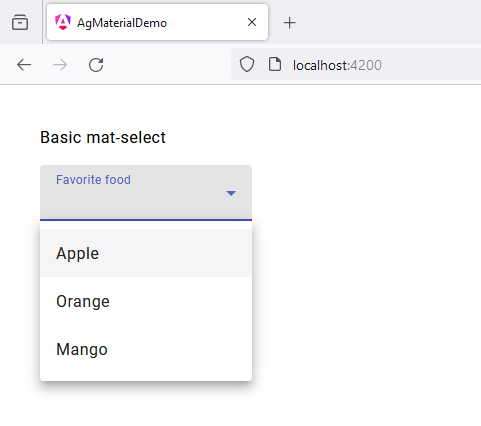 AgMaterialDemo
localhost:4200
Basic mat-select
Favorite food
Apple
Orange
Mango